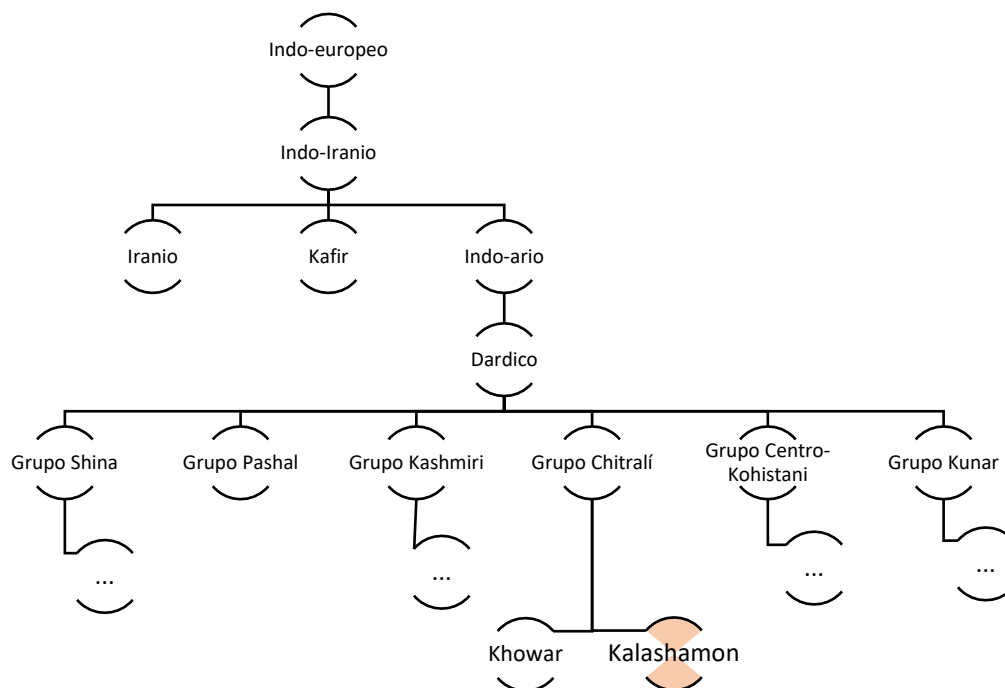 Indo-europeo
Indo-Iranio
Iranio
Kafir
Indo-ario
Dardico
Grupo Shina
Grupo Pashal
Grupo Kashmiri
Grupo Chitralí
Grupo Centro-
Kohistani
Grupo Kunar
...
...
...
...
Khowar
Kalashamon